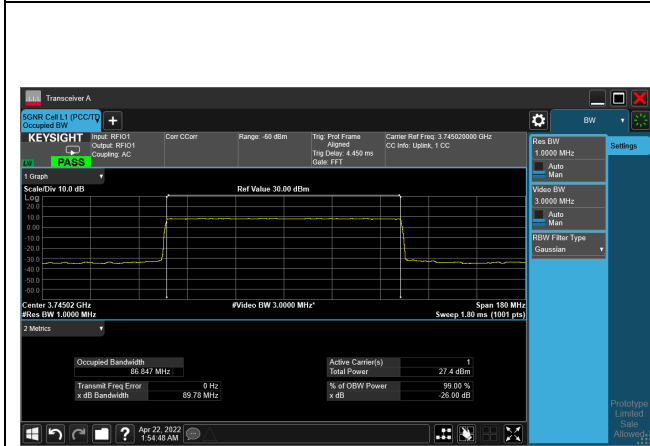 Transceiver A
5GNR Cell L1 (PCC/TD
Occupied BW
BW
KEYSIGHT
Input: RFIO1
Output: RFIO1
Coupling: AC
Corr CCorr
Range: -60 dBm
Trig: Prot Frame
Aligned
Trig Delay: 4.450 ms
Gate: FFT
Carrier Ref Freq: 3.745020000 GHz
CC Info: Uplink, 1 CC
PASS
1 Graph
Scale/Div 10.0 dB
Ref Value 30.00 dBm
Log
20.0
10.0
0.00
-10.0
-20.0
-30.0
-40.0
-50.0
-60.0
Center 3.74502 GHz
#Video BW 3.0000 MHz*
Span 180 MHz
#Res BW 1.0000 MHz
Sweep 1.80 ms (1001 pts)
2 Metrics
Occupied Bandwidth
86.847 MHz
Active Carrier(s) 1
Total Power 27.4 dBm
Transmit Freq Error 0 Hz
x dB Bandwidth 89.78 MHz
% of OBW Power 99.00 %
x dB -26.00 dB
Res BW
1.0000 MHz
Auto
Man
Video BW
3.0000 MHz
Auto
Man
RBW Filter Type
Gaussian
Settings
Prototype
Limited
Sale
Allowed
Apr 22, 2022
1:54:48 AM